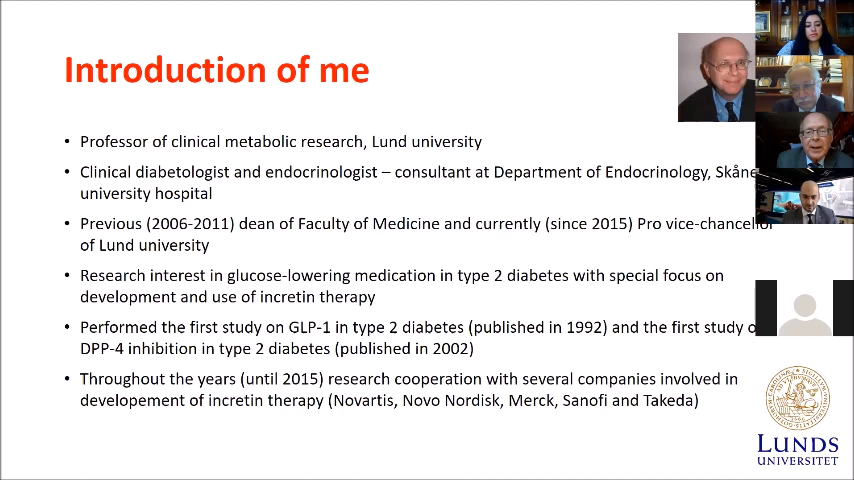 Introduction of me
• Professor of clinical metabolic research, Lund university
• Clinical diabetologist and endocrinologist – consultant at Department of Endocrinology, Skåne
university hospital
• Previous (2006-2011) dean of Faculty of Medicine and currently (since 2015) Pro vice-chancellor
of Lund university
• Research interest in glucose-lowering medication in type 2 diabetes with special focus on
development and use of incretin therapy
• Performed the first study on GLP-1 in type 2 diabetes (published in 1992) and the first study
DPP-4 inhibition in type 2 diabetes (published in 2002)
• Throughout the years (until 2015) research cooperation with several companies involved in
developement of incretin therapy (Novartis, Novo Nordisk, Merck, Sanofi and Takeda)
LUNDS
UNIVERSITET